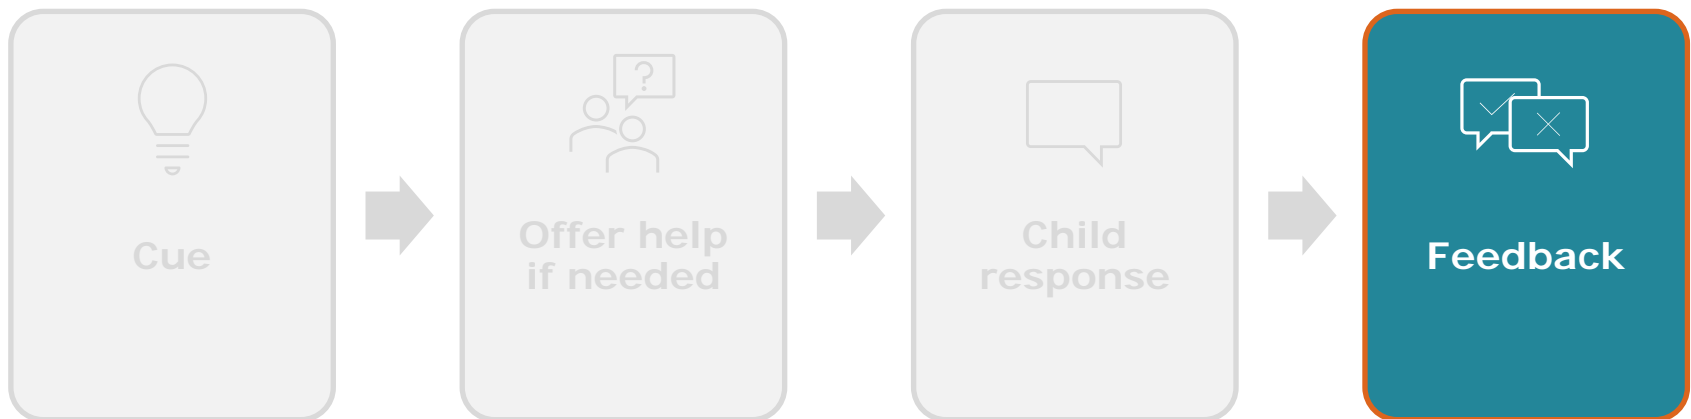 Cue
Offer help
if needed
Child
response
Feedback